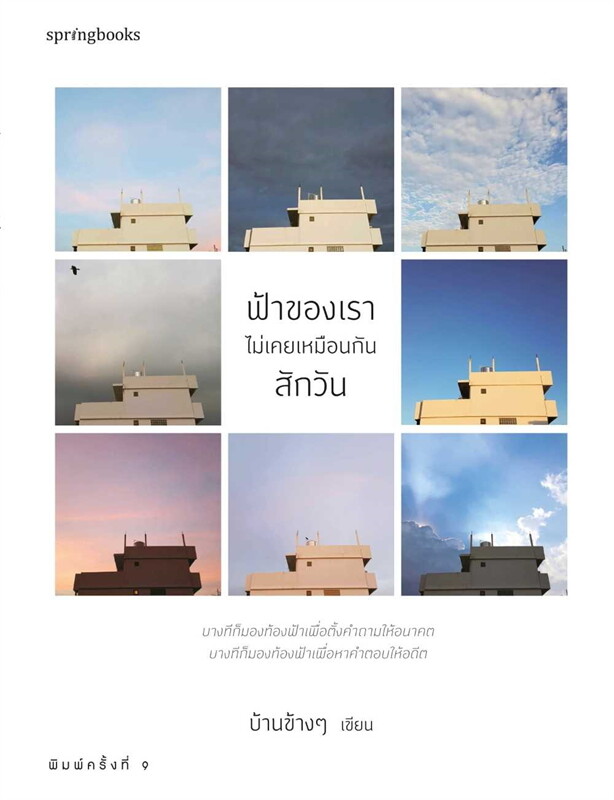 springbooks
ฟ้าของเรา
ไม่เคยเหมือนกัน
สักวัน
บางทีก็มองท้องฟ้าเพื่อตั้งคำถามให้อนาคต
บางทีก็มองท้องฟ้าเพื่อหาคำตอบให้อดีต
บ้านข้างๆ เขียน
พิมพ์ครั้งที่ ๙